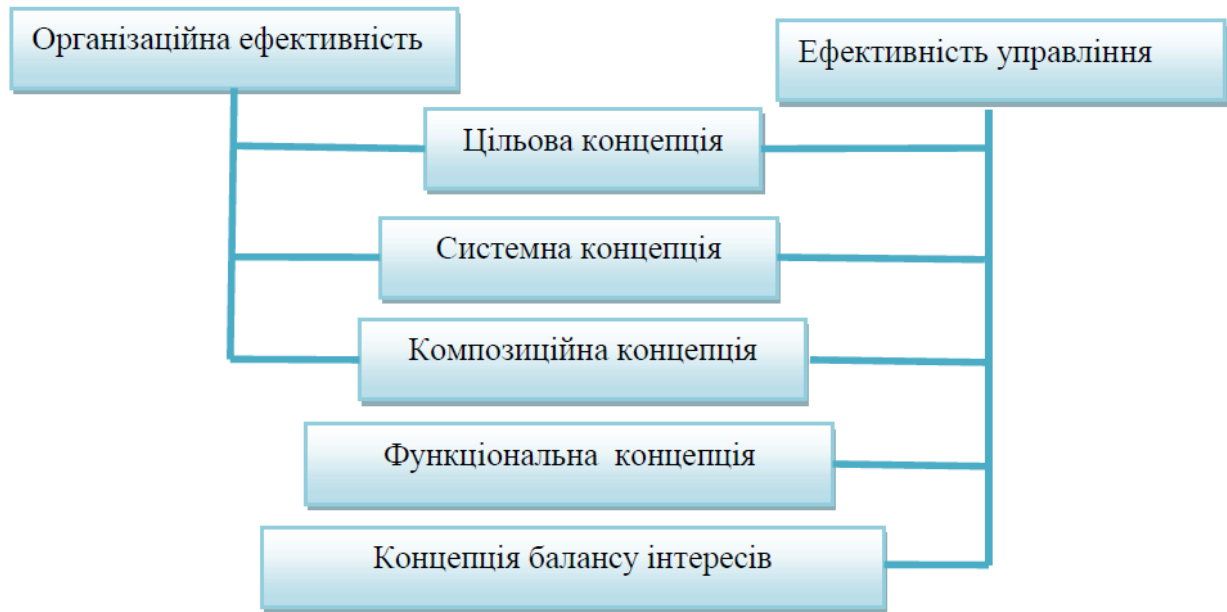 Організаційна ефективність
Ефективність управління
Цільова концепція
Системна концепція
Композиційна концепція
Функціональна концепція
Концепція балансу інтересів